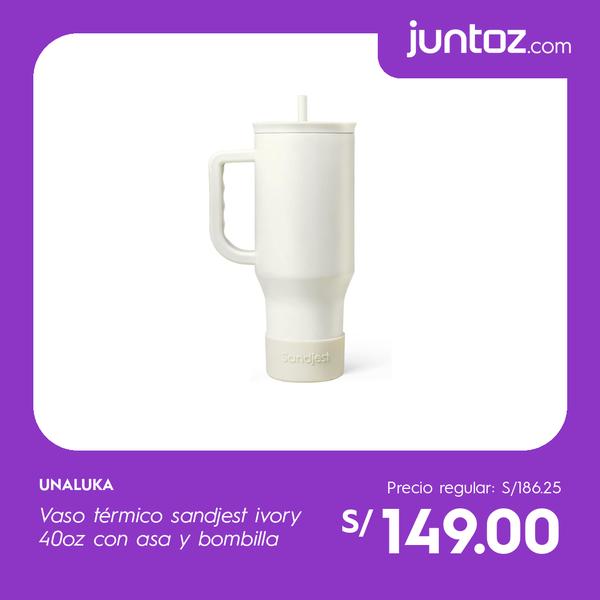 juntoz.com
Sandjest
UNALUKA
Vaso térmico sandjest ivory
40oz con asa y bombilla
Precio regular: S/186.25
S/149.00